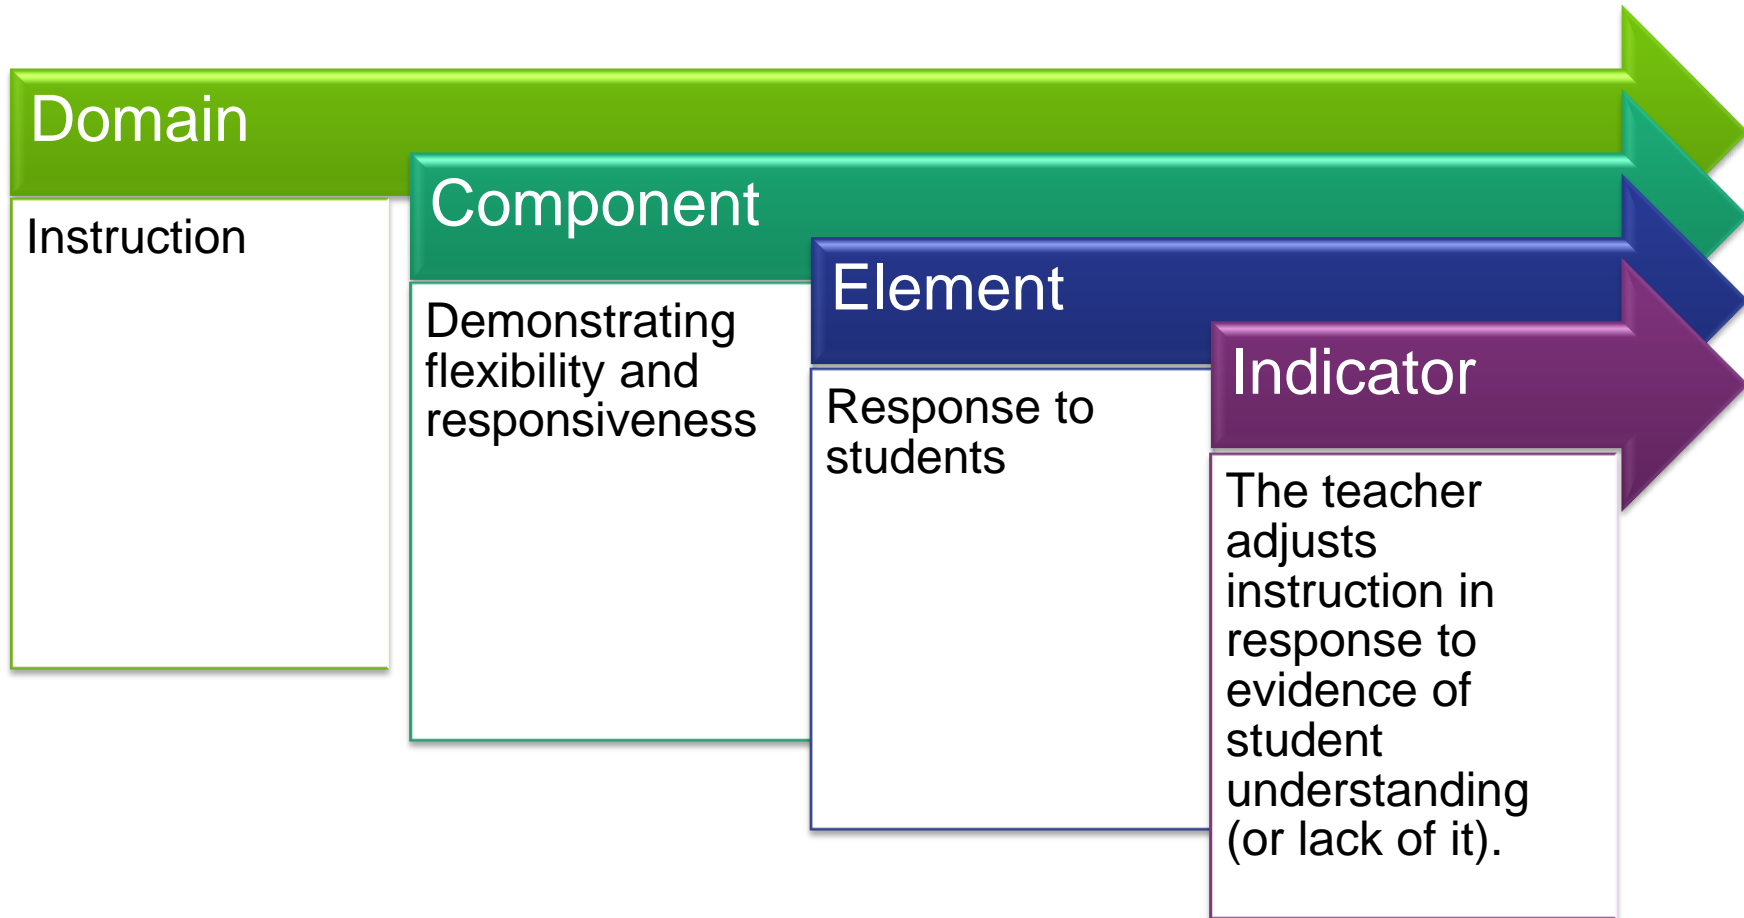 Domain
Instruction
Component
Demonstrating
flexibility and
responsiveness
Element
Response to
students
Indicator
The teacher
adjusts
instruction in
response to
evidence of
student
understanding
(or lack of it).